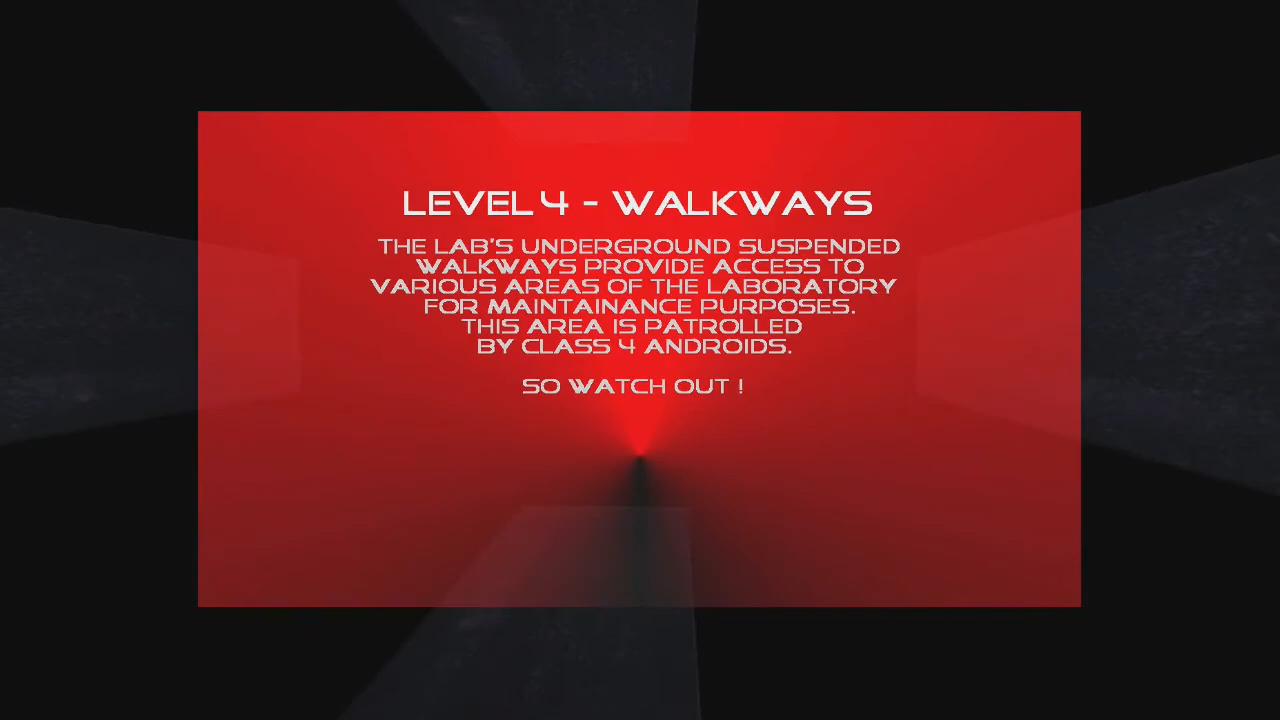 LEVEL 4 - WALKWAYS
THE LAB'S UNDERGROUND SUSPENDED
WALKWAYS PROVIDE ACCESS TO
VARIOUS AREAS OF THE LABORATORY
FOR MAINTAINANCE PURPOSES.
THIS AREA IS PATROLLED
BY CLASS 4 ANDROIDS.
SO WATCH OUT !